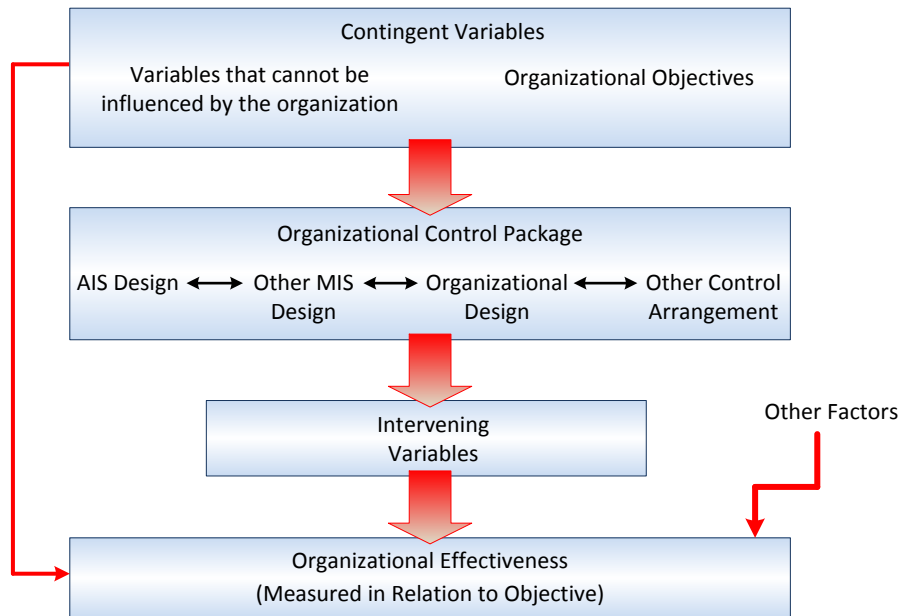 Contingent Variables
Variables that cannot be
influenced by the organization
Organizational Objectives
Organizational Control Package
AIS Design
Other MIS
Design
Organizational
Design
Other Control
Arrangement
Intervening
Variables
Other Factors
Organizational Effectiveness
(Measured in Relation to Objective)